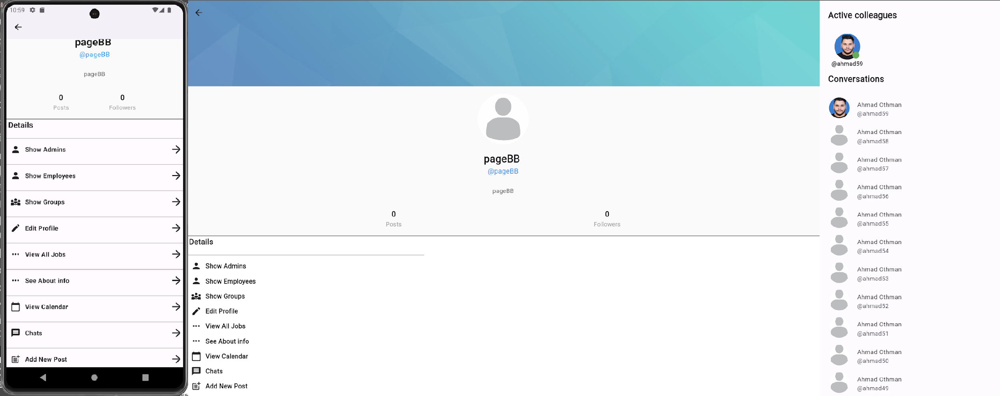 10:59
pageBB
@pageBB
pageBB
0 0
Posts Followers
Details
Show Admins
Show Employees
Show Groups
Edit Profile
View All Jobs
See About info
View Calendar
Chats
Add New Post
pageBB
@pageBB
pageBB
0 0
Posts Followers
Details
Show Admins
Show Employees
Show Groups
Edit Profile
View All Jobs
See About info
View Calendar
Chats
Add New Post
Active colleagues
@ahmad59
Conversations
Ahmad Othman
@ahmad59
Ahmad Othman
@ahmad58
Ahmad Othman
@ahmad57
Ahmad Othman
@ahmad56
Ahmad Othman
@ahmad55
Ahmad Othman
@ahmad54
Ahmad Othman
@ahmad53
Ahmad Othman
@ahmad52
Ahmad Othman
@ahmad51
Ahmad Othman
@ahmad50
Ahmad Othman
@ahmad49